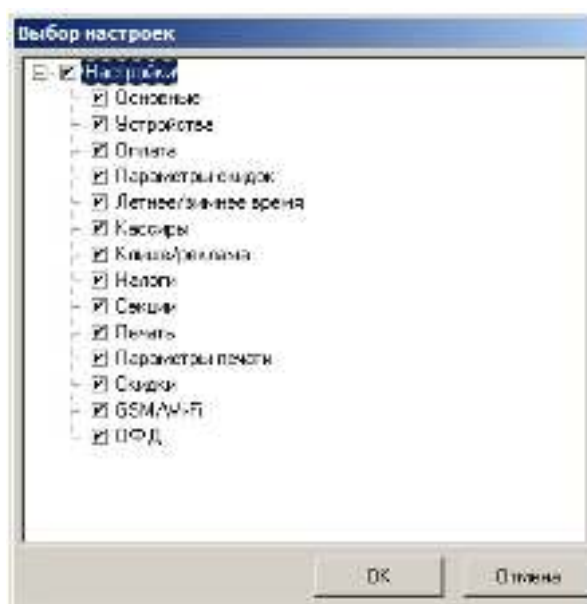 Выбор настроек
Настройки
Основные
Устройства
Оплата
Параметры скидок
Летнее/зимнее время
Кассиры
Клише/реклама
Налоги
Секции
Печать
Параметры печати
Скидки
GSM/Wi-Fi
ОФД
OK
Отмена